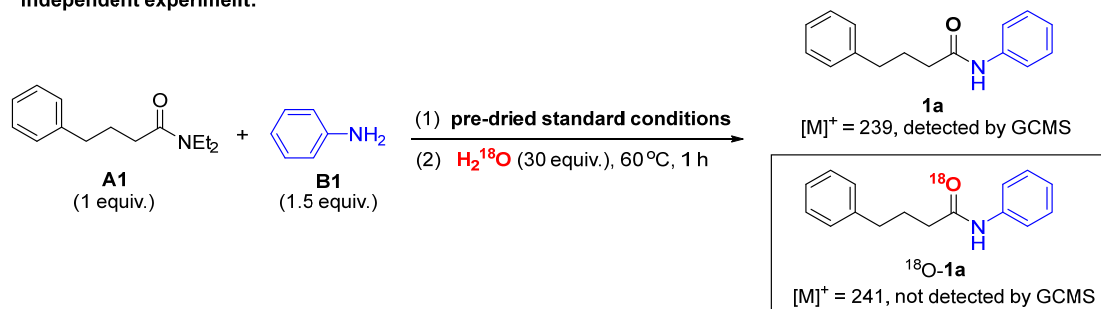 independent experiment:
O
NEt₂
A1
(1 equiv.)
+
NH₂
B1
(1.5 equiv.)
(1) pre-dried standard conditions
(2) H₂¹⁸O (30 equiv.), 60 °C, 1 h
O
N
H
1a
[M]⁺ = 239, detected by GCMS
¹⁸O
N
H
¹⁸O-1a
[M]⁺ = 241, not detected by GCMS